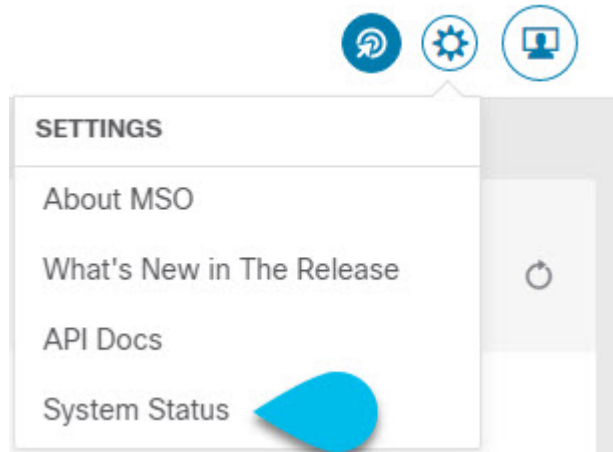 SETTINGS
About MSO
What's New in The Release
API Docs
System Status